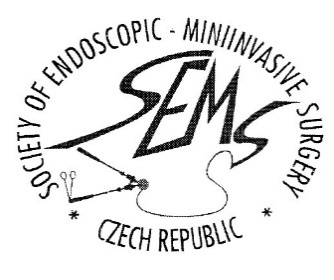 SOCIETY OF ENDOSCOPIC - MINIINVASIVE SURGERY
SEMS
* CZECH REPUBLIC *